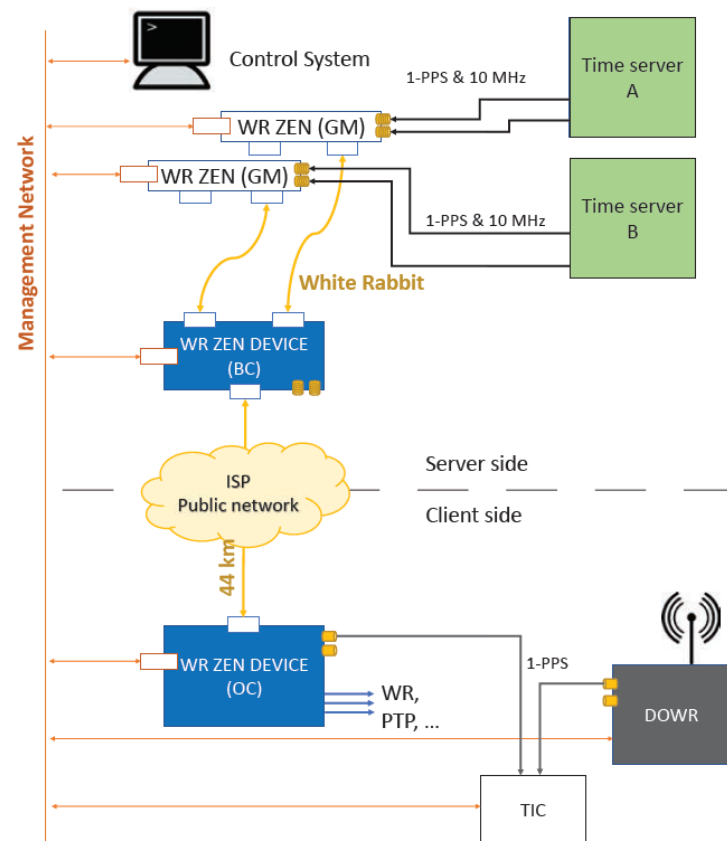 >_
Control System
1-PPS & 10 MHz
Time server
A
WR ZEN (GM)
WR ZEN (GM)
1-PPS & 10 MHz
Time server
B
Management Network
White Rabbit
WR ZEN DEVICE
(BC)
ISP
Public network
Server side
Client side
44 km
WR ZEN DEVICE
(OC)
1-PPS
WR,
PTP, ...
DOWR
TIC